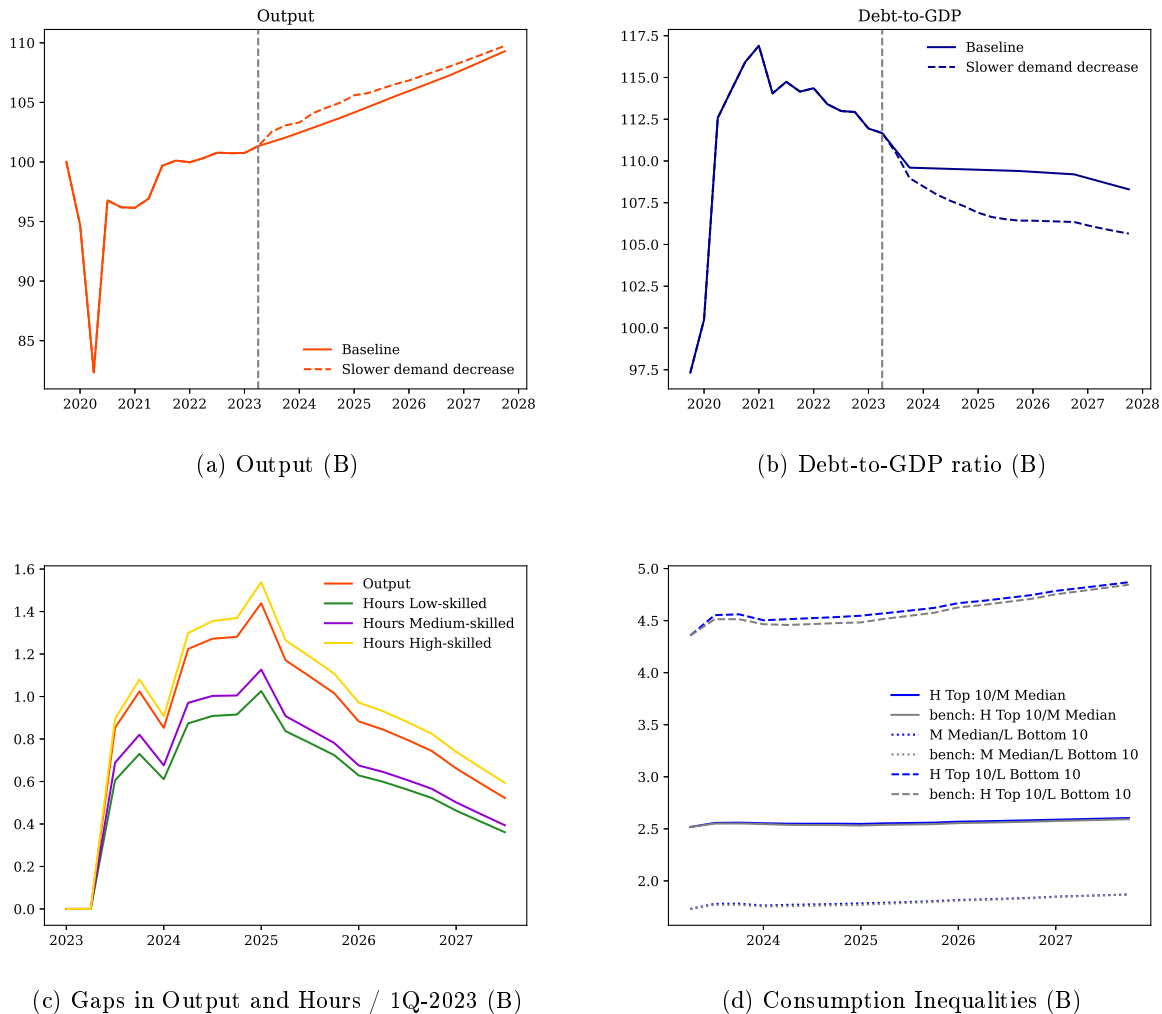 Output
110
105
100
95
90
85
2020 2021 2022 2023 2024 2025 2026 2027 2028
Baseline
Slower demand decrease
(a) Output (B)
Debt-to-GDP
117.5
115.0
112.5
110.0
107.5
105.0
102.5
100.0
97.5
2020 2021 2022 2023 2024 2025 2026 2027 2028
Baseline
Slower demand decrease
(b) Debt-to-GDP ratio (B)
1.6
1.4
1.2
1.0
0.8
0.6
0.4
0.2
0.0
2023 2024 2025 2026 2027
Output
Hours Low-skilled
Hours Medium-skilled
Hours High-skilled
(c) Gaps in Output and Hours / 1Q-2023 (B)
5.0
4.5
4.0
3.5
3.0
2.5
2.0
2024 2025 2026 2027
H Top 10/M Median
bench: H Top 10/M Median
M Median/L Bottom 10
bench: M Median/L Bottom 10
H Top 10/L Bottom 10
bench: H Top 10/L Bottom 10
(d) Consumption Inequalities (B)